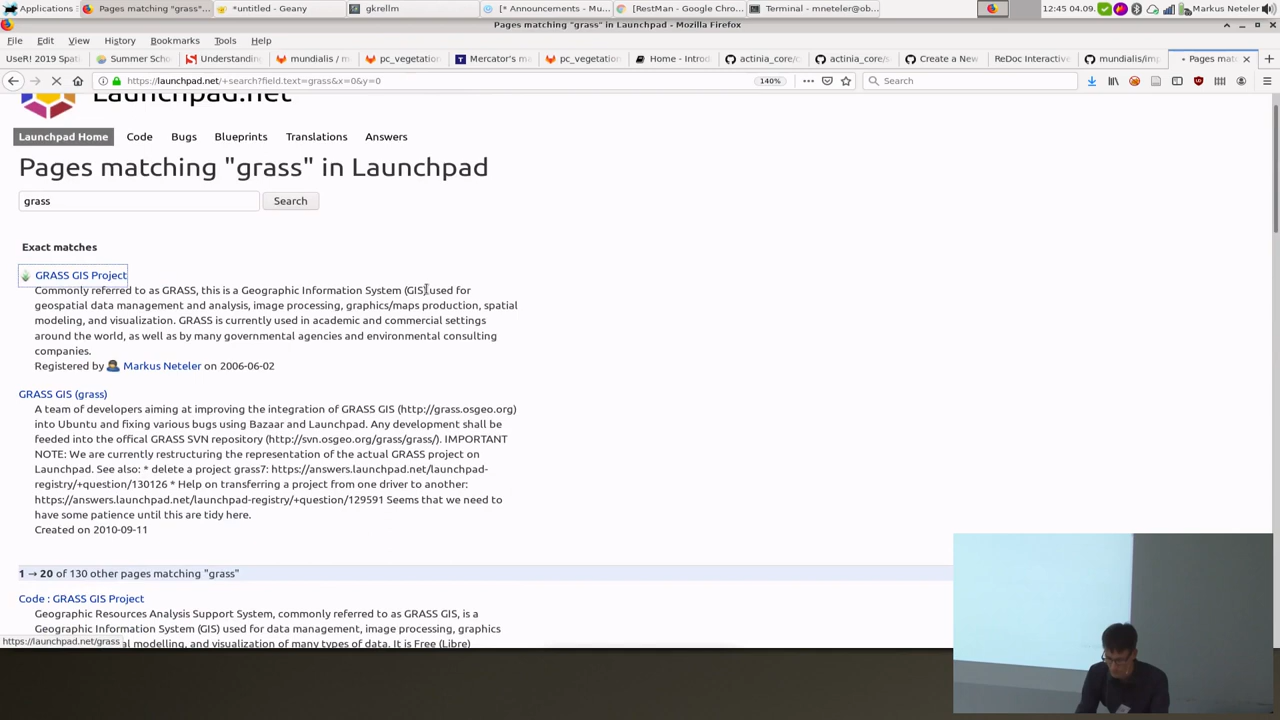 Applications
Pages matching "grass"...
*untitled - Geany
gkrellm
[* Announcements - Mu...
[RestMan - Google Chro...
Terminal - mneteler@ob...
12:45 04.09.
Markus Neteler
Pages matching "grass" in Launchpad - Mozilla Firefox
File Edit View History Bookmarks Tools Help
UseR! 2019 Spati
Summer Scho
Understanding
mundialis / m
pc_vegetation
Mercator's m
pc_vegetation
Home - Introd
actinia_core/c
actinia_core/s
Create a New
ReDoc Interactive
mundialis/imp
Pages mat
https://launchpad.net/+search?field.text=grass&x=0&y=0
140%
Search
Launchpad.net
Launchpad Home Code Bugs Blueprints Translations Answers
Pages matching "grass" in Launchpad
grass
Search
Exact matches
GRASS GIS Project
Commonly referred to as GRASS, this is a Geographic Information System (GIS) used for
geospatial data management and analysis, image processing, graphics/maps production, spatial
modeling, and visualization. GRASS is currently used in academic and commercial settings
around the world, as well as by many governmental agencies and environmental consulting
companies.
Registered by Markus Neteler on 2006-06-02
GRASS GIS (grass)
A team of developers aiming at improving the integration of GRASS GIS (http://grass.osgeo.org)
into Ubuntu and fixing various bugs using Bazaar and Launchpad. Any development shall be
feeded into the offical GRASS SVN repository (http://svn.osgeo.org/grass/grass/). IMPORTANT
NOTE: We are currently restructuring the representation of the actual GRASS project on
Launchpad. See also: * delete a project grass7: https://answers.launchpad.net/launchpad-
registry/+question/130126 * Help on transferring a project from one driver to another:
https://answers.launchpad.net/launchpad-registry/+question/129591 Seems that we need to
have some patience until this are tidy here.
Created on 2010-09-11
1 → 20 of 130 other pages matching "grass"
Code : GRASS GIS Project
Geographic Resources Analysis Support System, commonly referred to as GRASS GIS, is a
Geographic Information System (GIS) used for data management, image processing, graphics
modelling, and visualization of many types of data. It is Free (Libre)
https://launchpad.net/grass